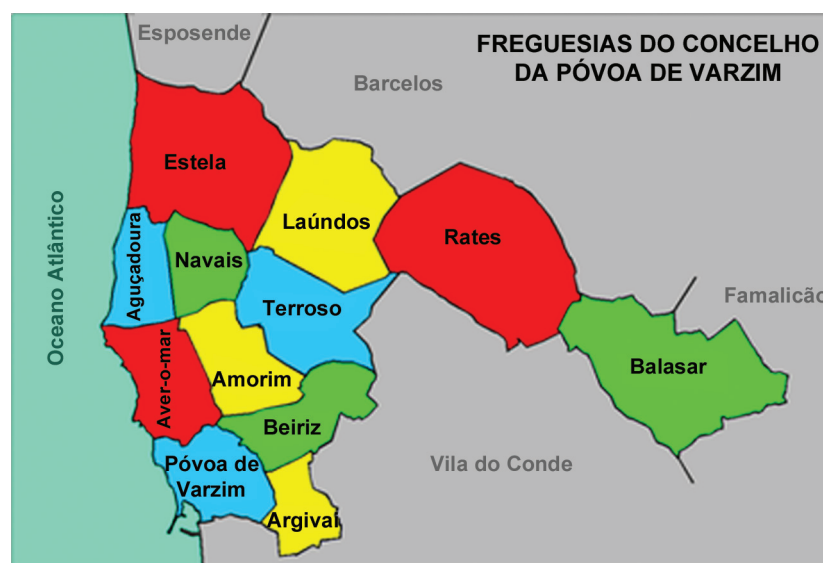 FREGUESIAS DO CONCELHO
DA PÓVOA DE VARZIM
Esposende
Barcelos
Estela
Laúndos
Rates
Aguçadoura
Navais
Oceano Atlântico
Terroso
Famalicão
Aver-o-mar
Amorim
Balasar
Beiriz
Póvoa de
Varzim
Vila do Conde
Argivai